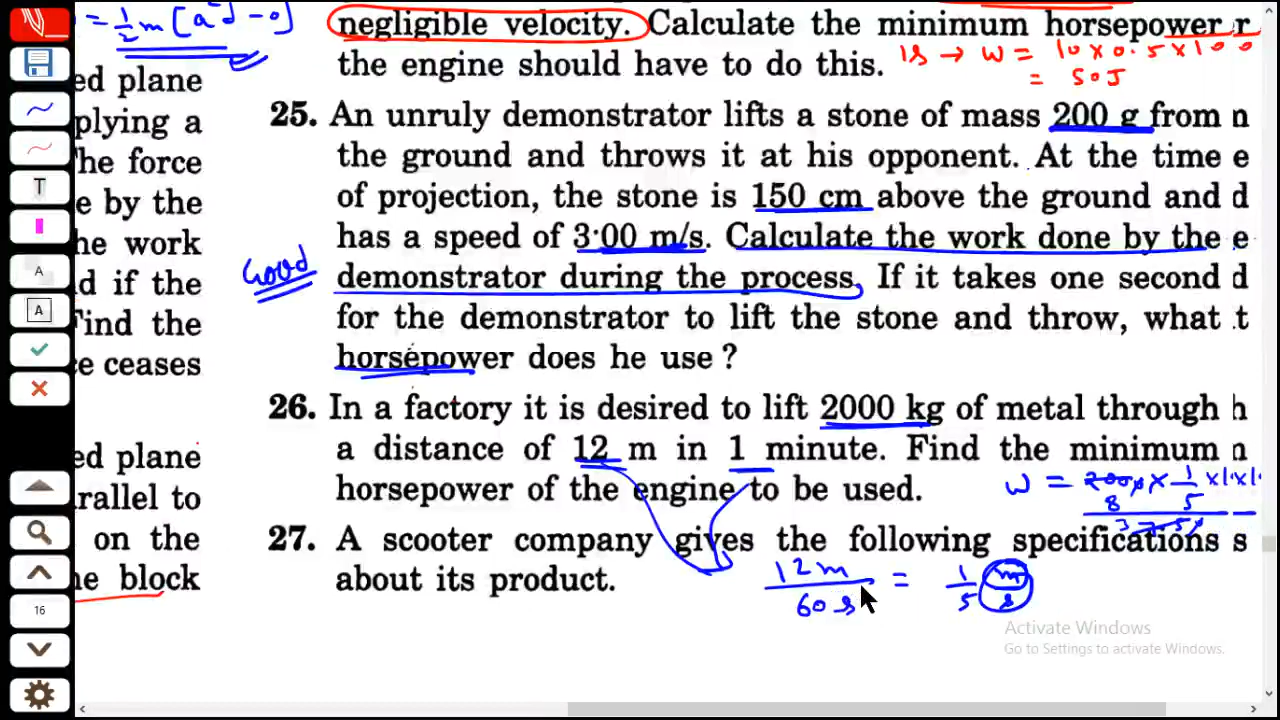 = 1/2 m [a²d - 0]
ed plane
plying a
The force
e by the
he work
d if the
Find the
ce ceases
ed plane
rallel to
on the
e block
negligible velocity. Calculate the minimum horsepower r
the engine should have to do this.
1s → W = 10 x 0.5 x 100
= 50J
25. An unruly demonstrator lifts a stone of mass 200 g from n
the ground and throws it at his opponent. At the time e
of projection, the stone is 150 cm above the ground and d
has a speed of 3·00 m/s. Calculate the work done by the e
Good
demonstrator during the process. If it takes one second d
for the demonstrator to lift the stone and throw, what t
horsepower does he use ?
26. In a factory it is desired to lift 2000 kg of metal through h
a distance of 12 m in 1 minute. Find the minimum n
horsepower of the engine to be used.
27. A scooter company gives the following specifications s
about its product.
12m/60s = 1/5 m/s
T
A
A
16
Activate Windows
Go to Settings to activate Windows.